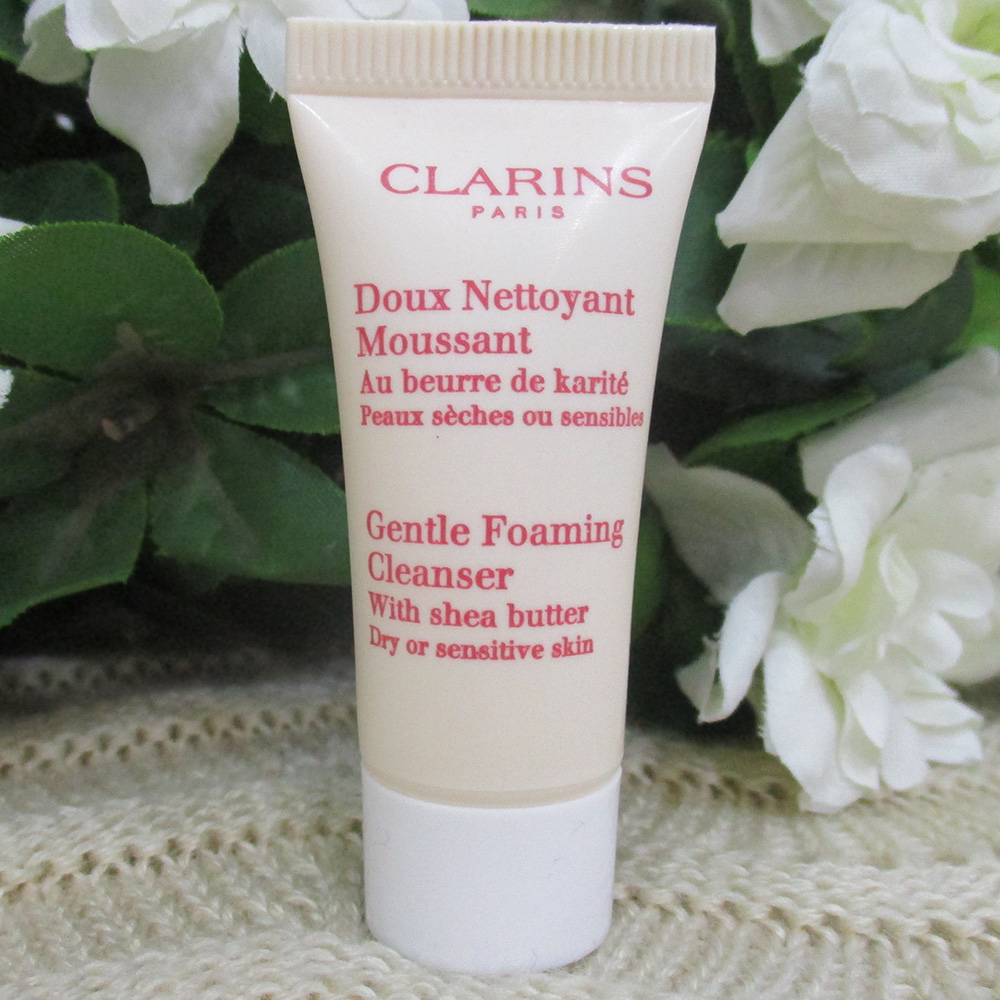 CLARINS
PARIS
Doux Nettoyant
Moussant
Au beurre de karité
Peaux sèches ou sensibles
Gentle Foaming
Cleanser
With shea butter
Dry or sensitive skin